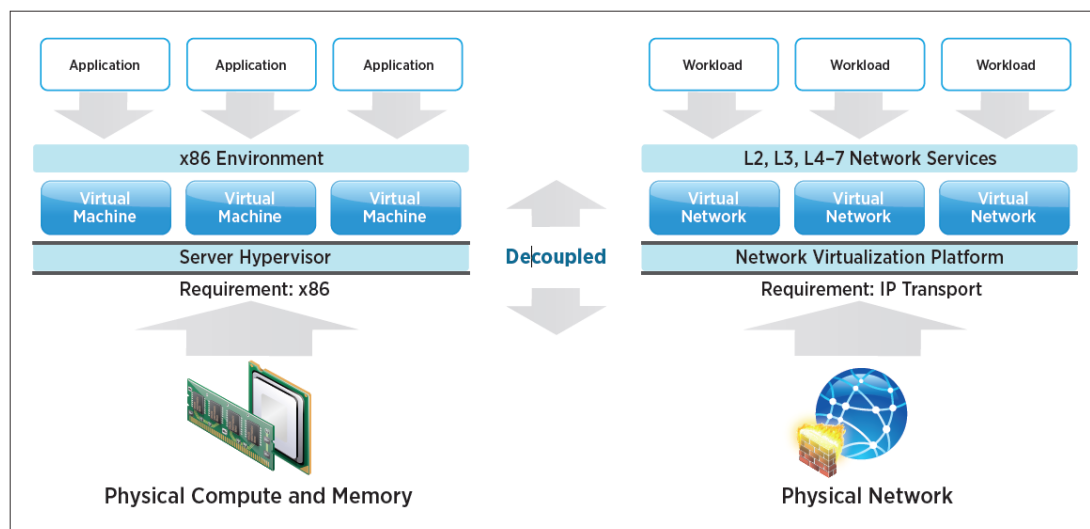 Application
Application
Application
x86 Environment
Virtual
Machine
Virtual
Machine
Virtual
Machine
Server Hypervisor
Requirement: x86
Physical Compute and Memory
Decoupled
Workload
Workload
Workload
L2, L3, L4–7 Network Services
Virtual
Network
Virtual
Network
Virtual
Network
Network Virtualization Platform
Requirement: IP Transport
Physical Network